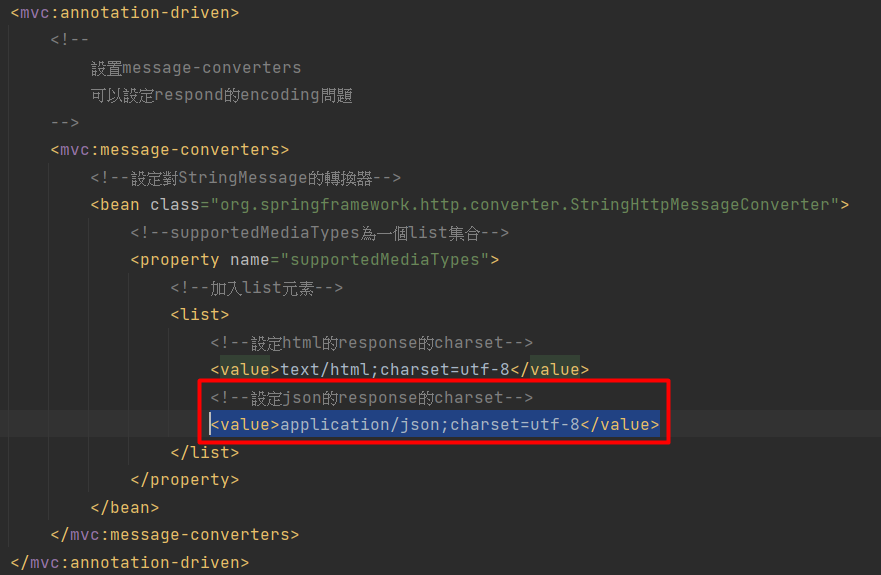 <mvc:annotation-driven>
<!--
設置message-converters
可以設定respond的encoding問題
-->
<mvc:message-converters>
<!--設定對StringMessage的轉換器-->
<bean class="org.springframework.http.converter.StringHttpMessageConverter">
<!--supportedMediaTypes為一個list集合-->
<property name="supportedMediaTypes">
<!--加入list元素-->
<list>
<!--設定html的response的charset-->
<value>text/html;charset=utf-8</value>
<!--設定json的response的charset-->
<value>application/json;charset=utf-8</value>
</list>
</property>
</bean>
</mvc:message-converters>
</mvc:annotation-driven>